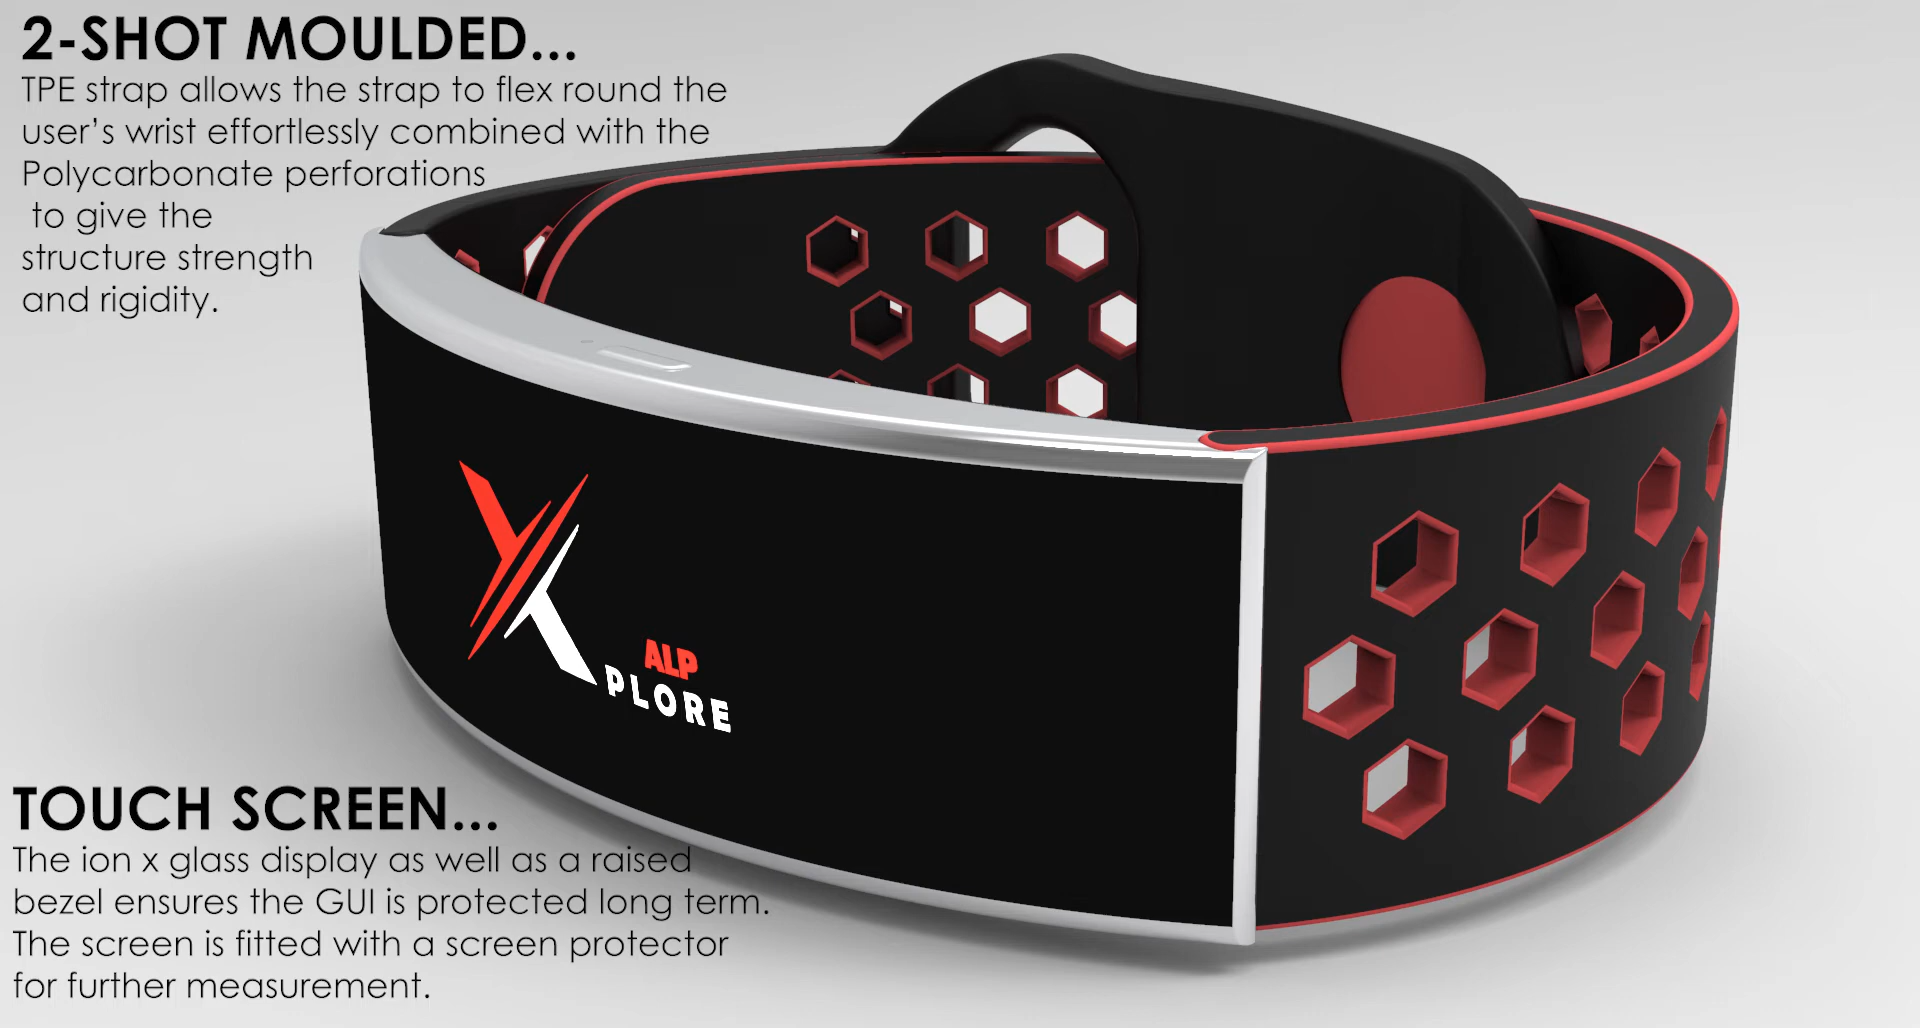 2-SHOT MOULDED...
TPE strap allows the strap to flex round the
user's wrist effortlessly combined with the
Polycarbonate perforations
to give the
structure strength
and rigidity.
ALP
PLORE
TOUCH SCREEN...
The ion x glass display as well as a raised
bezel ensures the GUI is protected long term.
The screen is fitted with a screen protector
for further measurement.